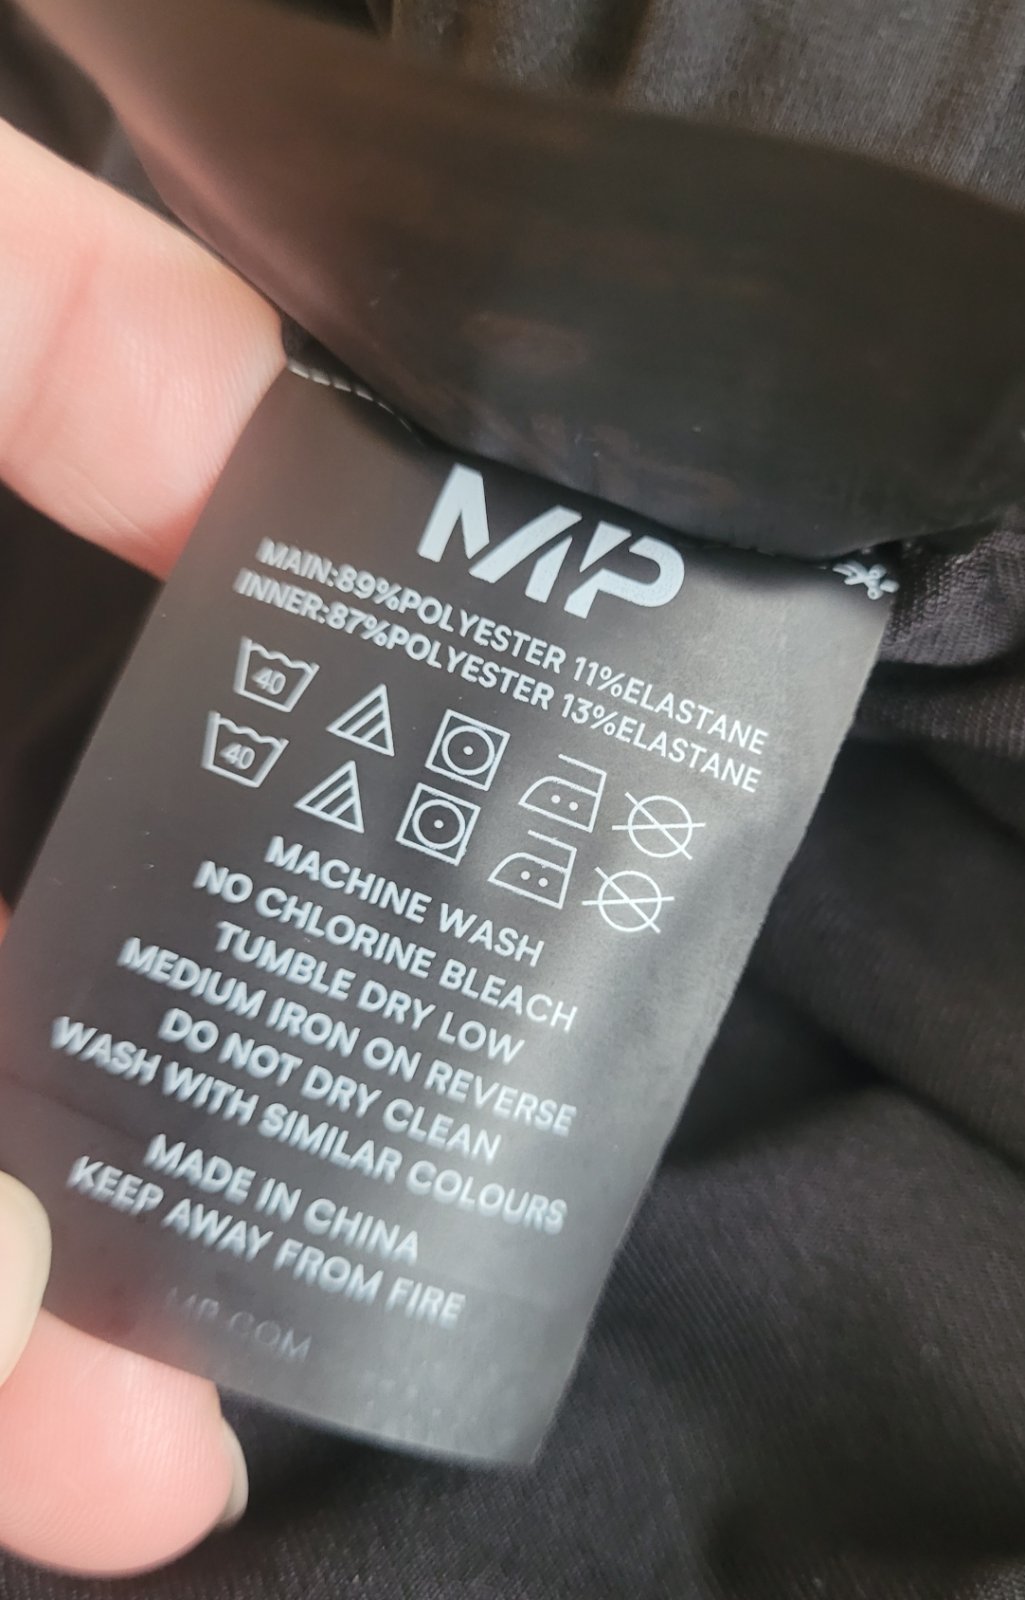 MP
MAIN:89%POLYESTER 11%ELASTANE
INNER:87%POLYESTER 13%ELASTANE
40
40
MACHINE WASH
NO CHLORINE BLEACH
TUMBLE DRY LOW
MEDIUM IRON ON REVERSE
DO NOT DRY CLEAN
WASH WITH SIMILAR COLOURS
MADE IN CHINA
KEEP AWAY FROM FIRE
MP.COM